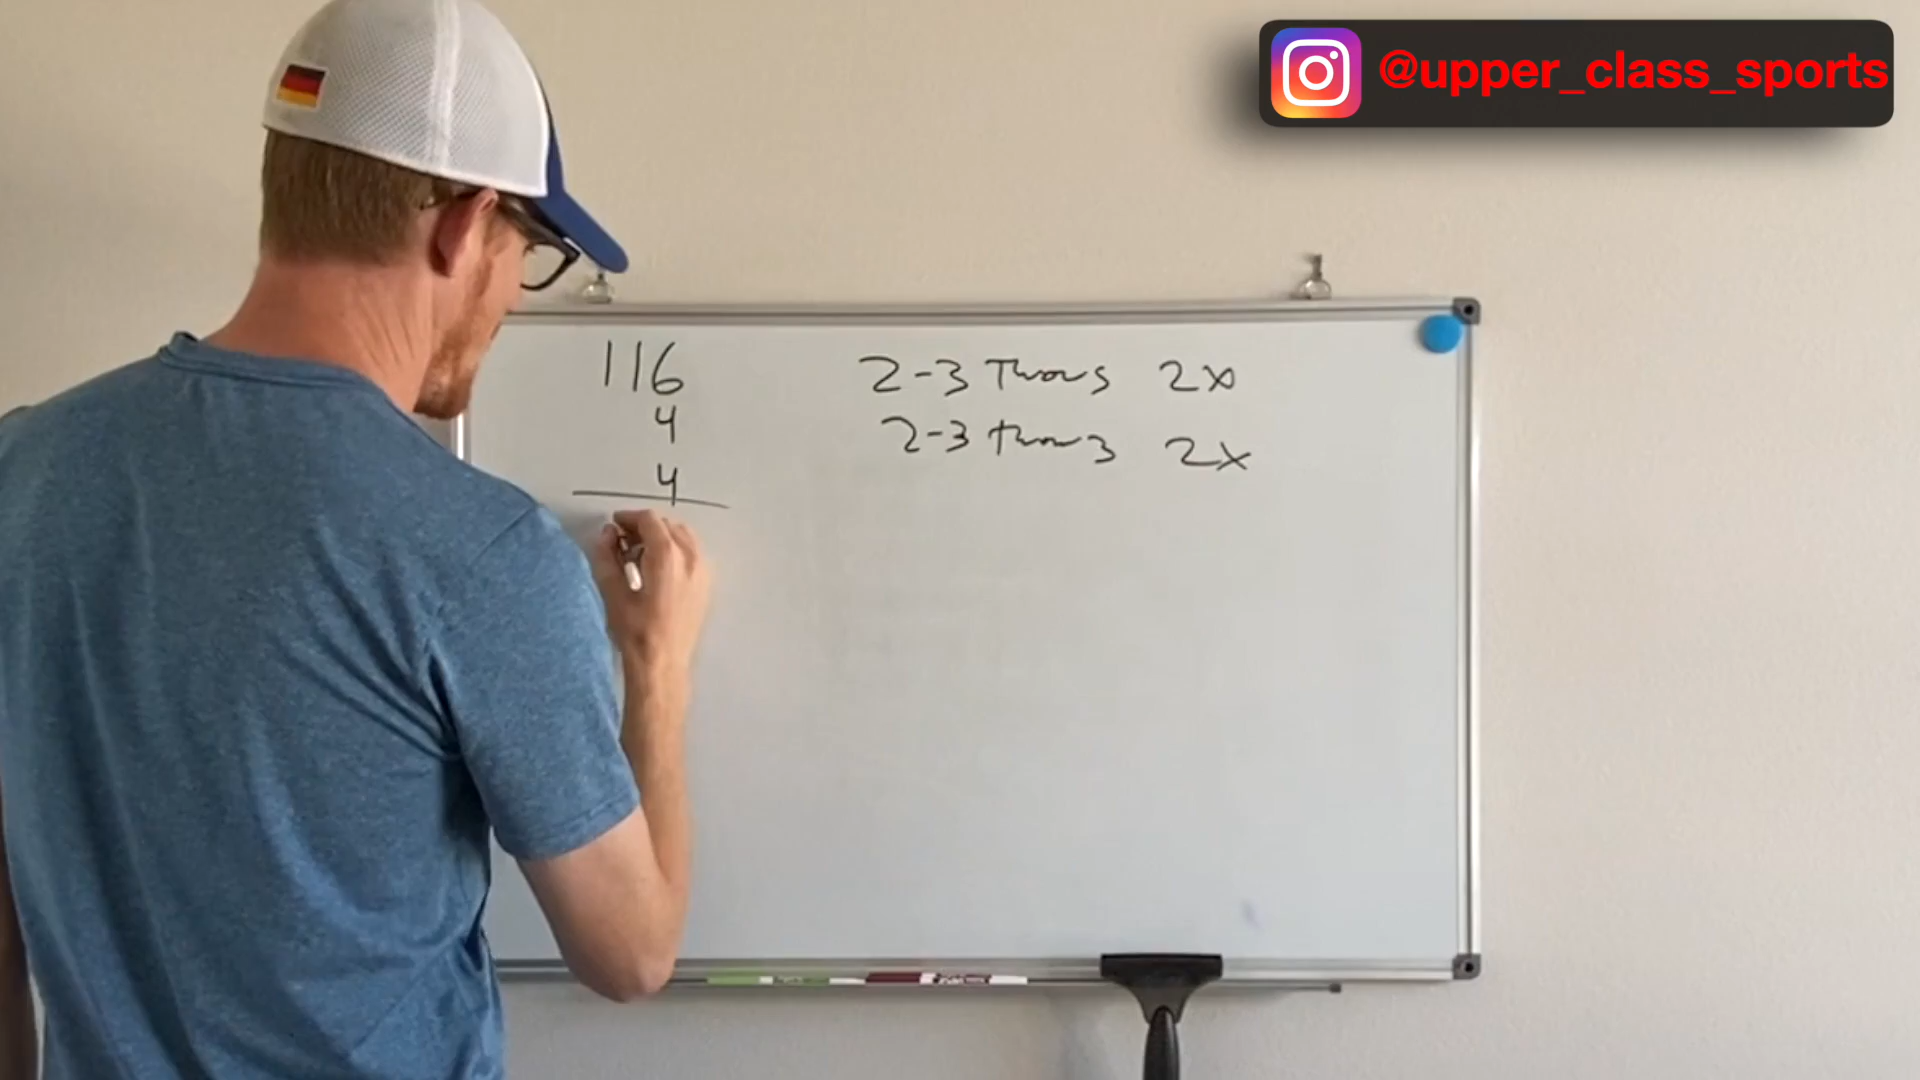 @upper_class_sports
116
4
4
2-3 Throws 2x
2-3 throws 2x